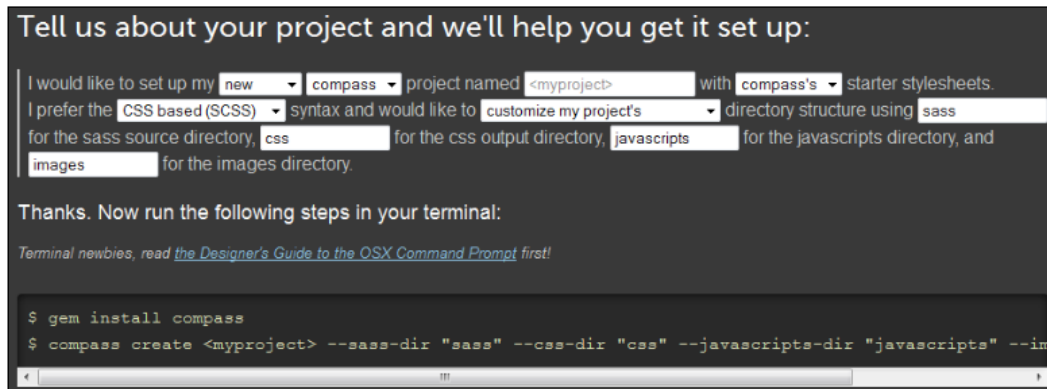 Tell us about your project and we'll help you get it set up:
I would like to set up my new compass project named <myproject> with compass's starter stylesheets.
I prefer the CSS based (SCSS) syntax and would like to customize my project's directory structure using sass
for the sass source directory, css for the css output directory, javascripts for the javascripts directory, and
images for the images directory.
Thanks. Now run the following steps in your terminal:
Terminal newbies, read the Designer's Guide to the OSX Command Prompt first!
$ gem install compass
$ compass create <myproject> --sass-dir "sass" --css-dir "css" --javascripts-dir "javascripts" --im